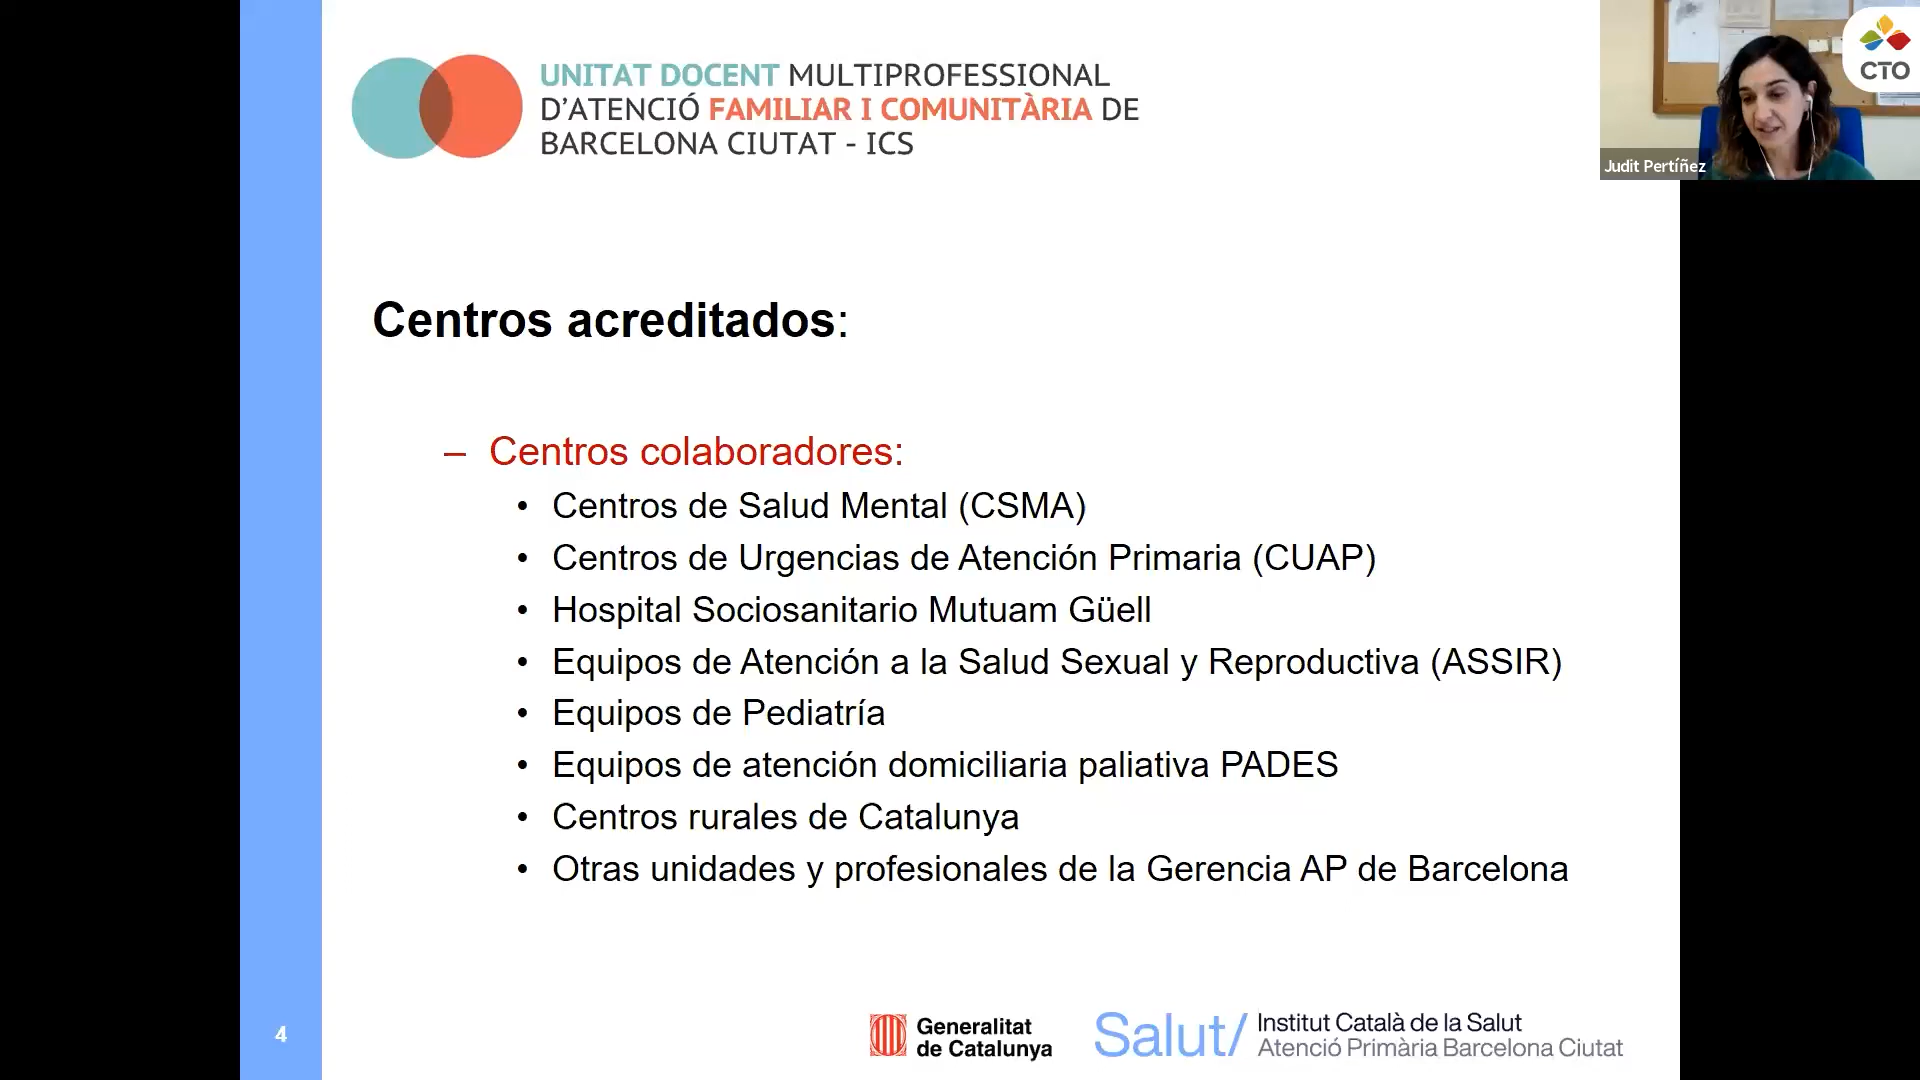 UNITAT DOCENT MULTIPROFESSIONAL
D'ATENCIÓ FAMILIAR I COMUNITÀRIA DE
BARCELONA CIUTAT - ICS
CTO
Judit Pertíñez
Centros acreditados:
– Centros colaboradores:
• Centros de Salud Mental (CSMA)
• Centros de Urgencias de Atención Primaria (CUAP)
• Hospital Sociosanitario Mutuam Güell
• Equipos de Atención a la Salud Sexual y Reproductiva (ASSIR)
• Equipos de Pediatría
• Equipos de atención domiciliaria paliativa PADES
• Centros rurales de Catalunya
• Otras unidades y profesionales de la Gerencia AP de Barcelona
4
Generalitat
de Catalunya
Salut/
Institut Català de la Salut
Atenció Primària Barcelona Ciutat